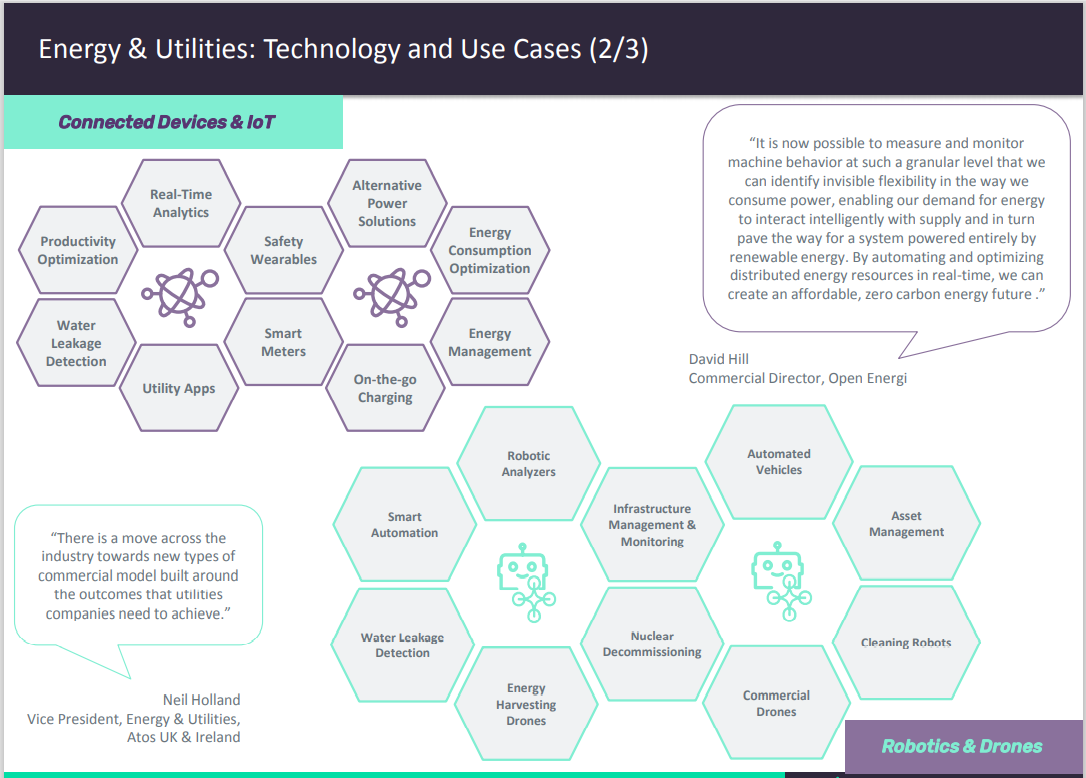 Energy & Utilities: Technology and Use Cases (2/3)
Connected Devices & IoT
Real-Time
Analytics
Alternative
Power
Solutions
Productivity
Optimization
Safety
Wearables
Energy
Consumption
Optimization
Water
Leakage
Detection
Smart
Meters
Energy
Management
Utility Apps
On-the-go
Charging
“It is now possible to measure and monitor
machine behavior at such a granular level that we
can identify invisible flexibility in the way we
consume power, enabling our demand for energy
to interact intelligently with supply and in turn
pave the way for a system powered entirely by
renewable energy. By automating and optimizing
distributed energy resources in real-time, we can
create an affordable, zero carbon energy future .”
David Hill
Commercial Director, Open Energi
Robotic
Analyzers
Automated
Vehicles
Smart
Automation
Infrastructure
Management &
Monitoring
Asset
Management
Water Leakage
Detection
Nuclear
Decommissioning
Cleaning Robots
Energy
Harvesting
Drones
Commercial
Drones
“There is a move across the
industry towards new types of
commercial model built around
the outcomes that utilities
companies need to achieve.”
Neil Holland
Vice President, Energy & Utilities,
Atos UK & Ireland
Robotics & Drones